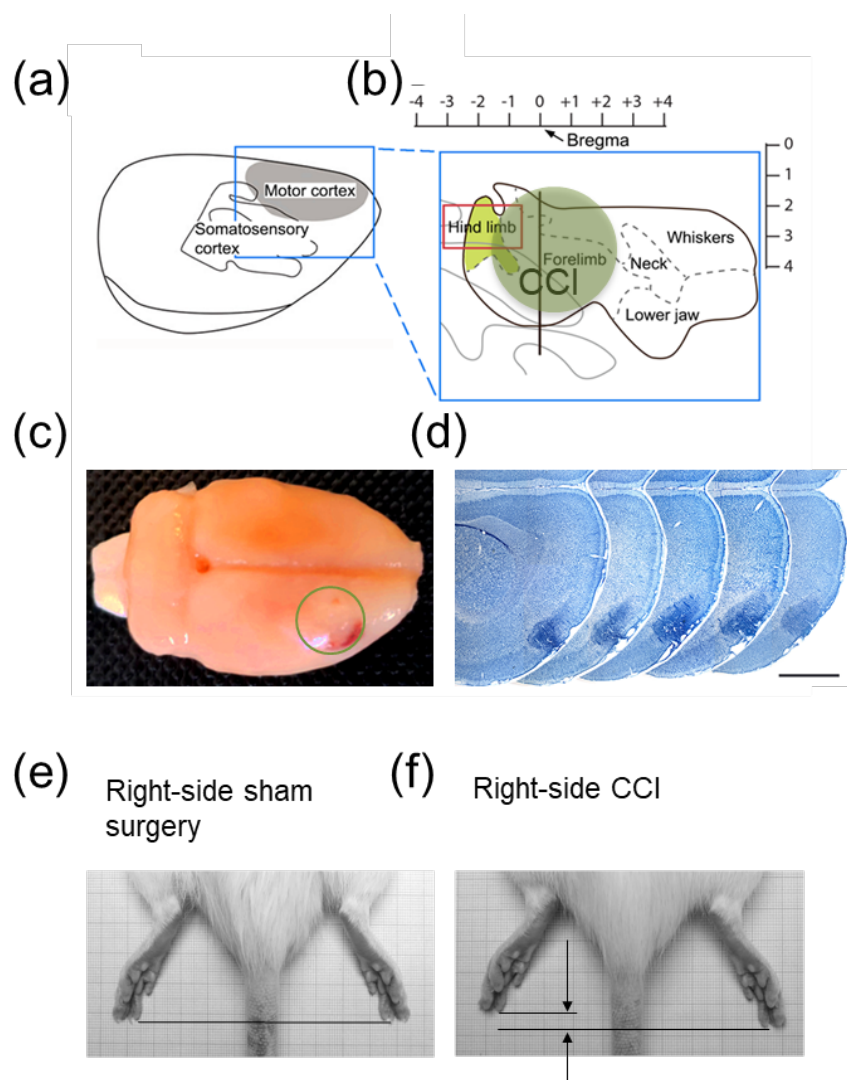 (a)
(b)
-4 -3 -2 -1 0 +1 +2 +3 +4
Bregma
0
1
2
3
4
Motor cortex
Somatosensory
cortex
Hind limb
Forelimb
CCI
Whiskers
Neck
Lower jaw
(c)
(d)
(e)
Right-side sham
surgery
(f)
Right-side CCI